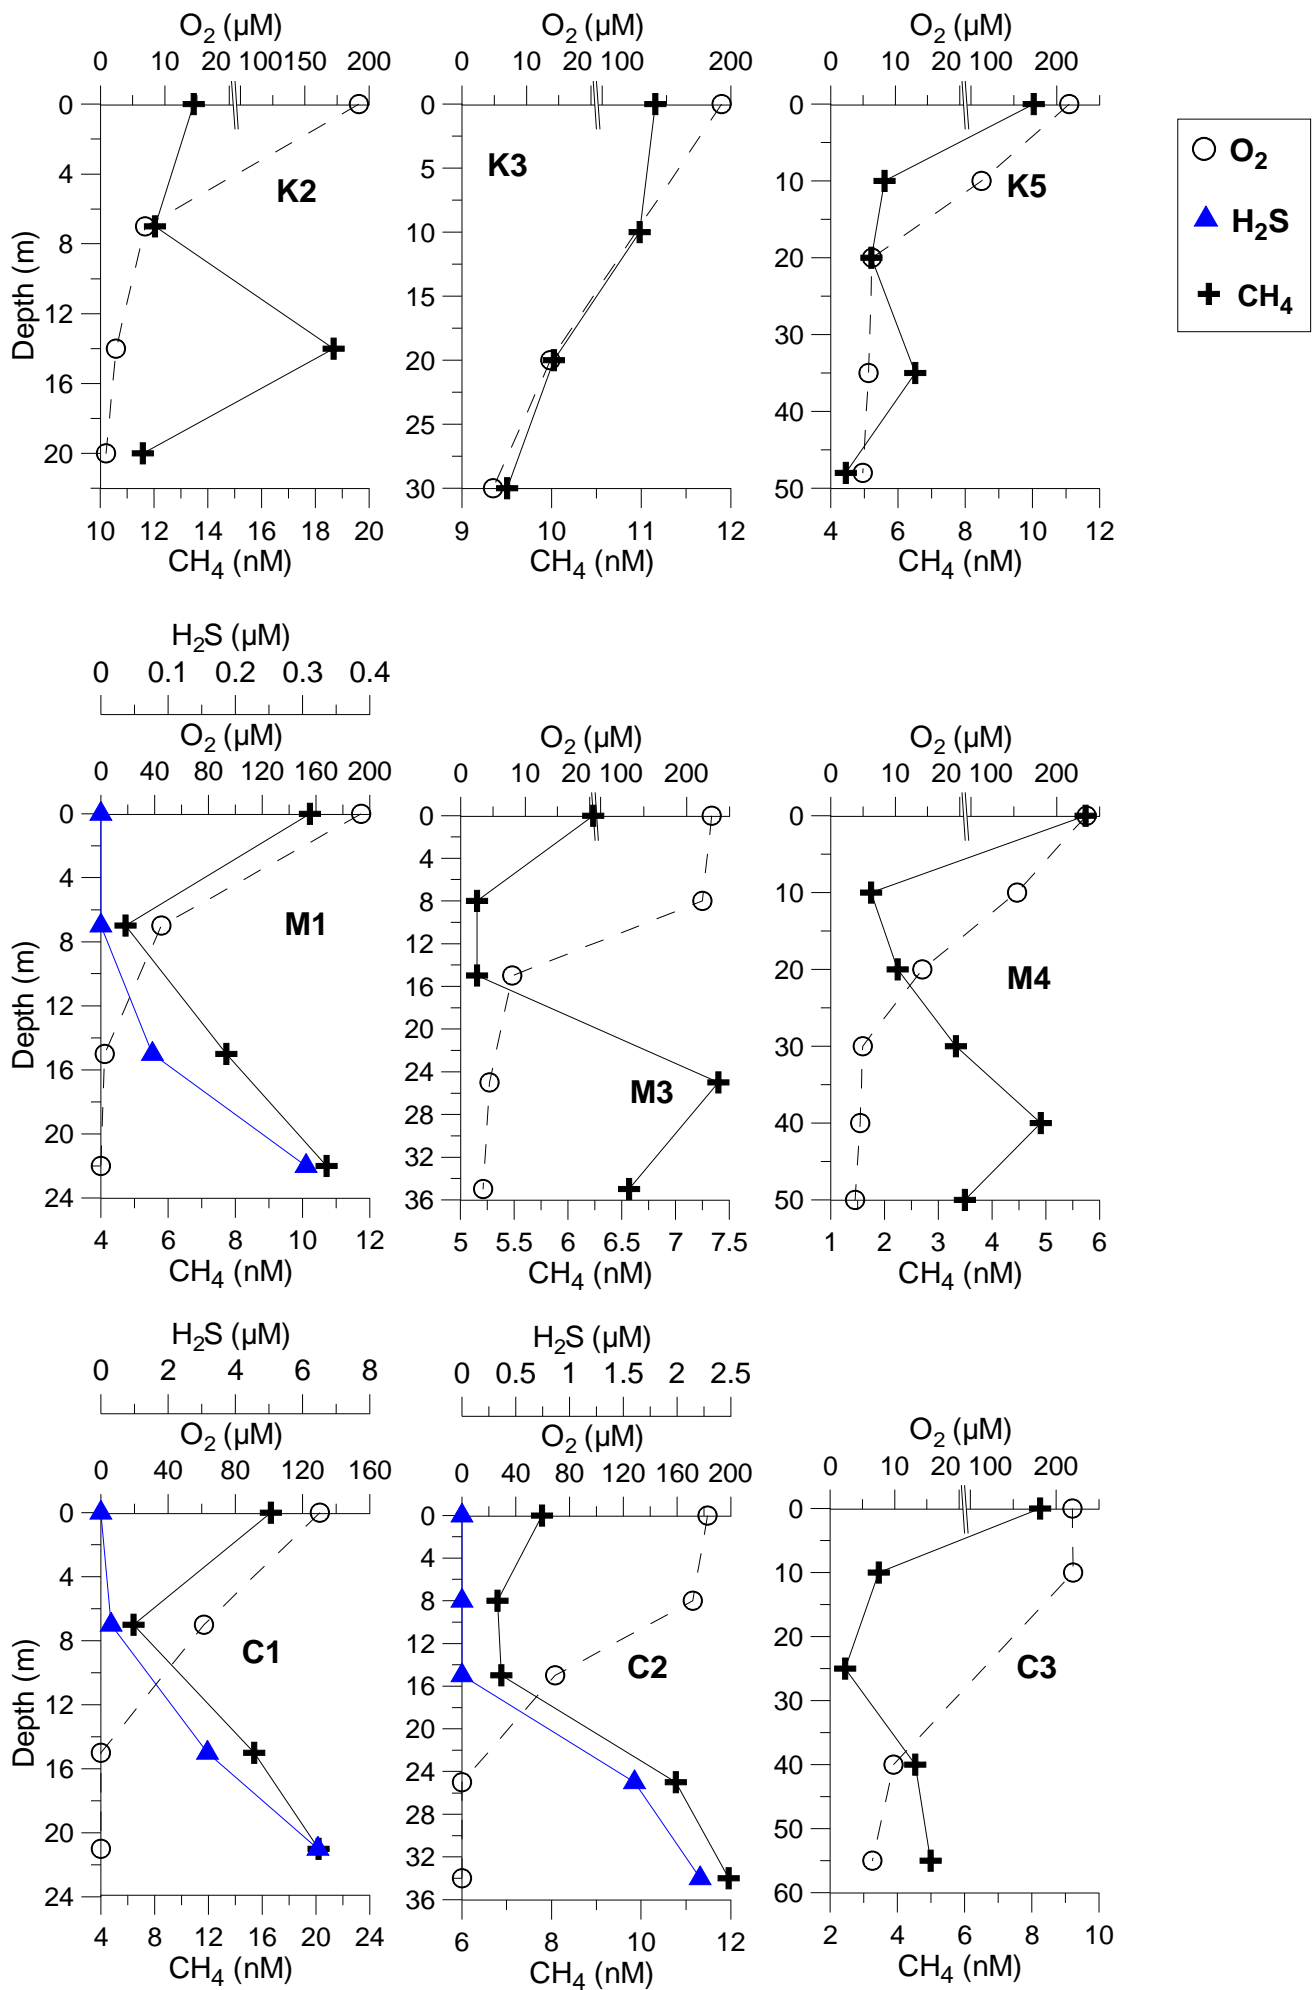 O2 (µM) O2 (µM) O2 (µM)
0 10 20 100 150 200 0 10 20 100 200 0 10 20 100 200
0 4 8 12 16 20
Depth (m)
K2
10 12 14 16 18 20
CH4 (nM)
0 5 10 15 20 25 30
K3
9 10 11 12
CH4 (nM)
0 10 20 30 40 50
K5
4 6 8 10 12
CH4 (nM)
O2
H2S
CH4
H2S (µM)
0 0.1 0.2 0.3 0.4
O2 (µM) O2 (µM) O2 (µM)
0 40 80 120 160 200 0 10 20 100 200 0 10 20 100 200
0 4 8 12 16 20 24
Depth (m)
M1
4 6 8 10 12
CH4 (nM)
0 4 8 12 16 20 24 28 32 36
M3
5 5.5 6 6.5 7 7.5
CH4 (nM)
0 10 20 30 40 50
M4
1 2 3 4 5 6
CH4 (nM)
H2S (µM) H2S (µM)
0 2 4 6 8 0 0.5 1 1.5 2 2.5
O2 (µM) O2 (µM) O2 (µM)
0 40 80 120 160 0 40 80 120 160 200 0 10 20 100 200
0 4 8 12 16 20 24
Depth (m)
C1
4 8 12 16 20 24
CH4 (nM)
0 4 8 12 16 20 24 28 32 36
C2
6 8 10 12
CH4 (nM)
0 10 20 30 40 50 60
C3
2 4 6 8 10
CH4 (nM)